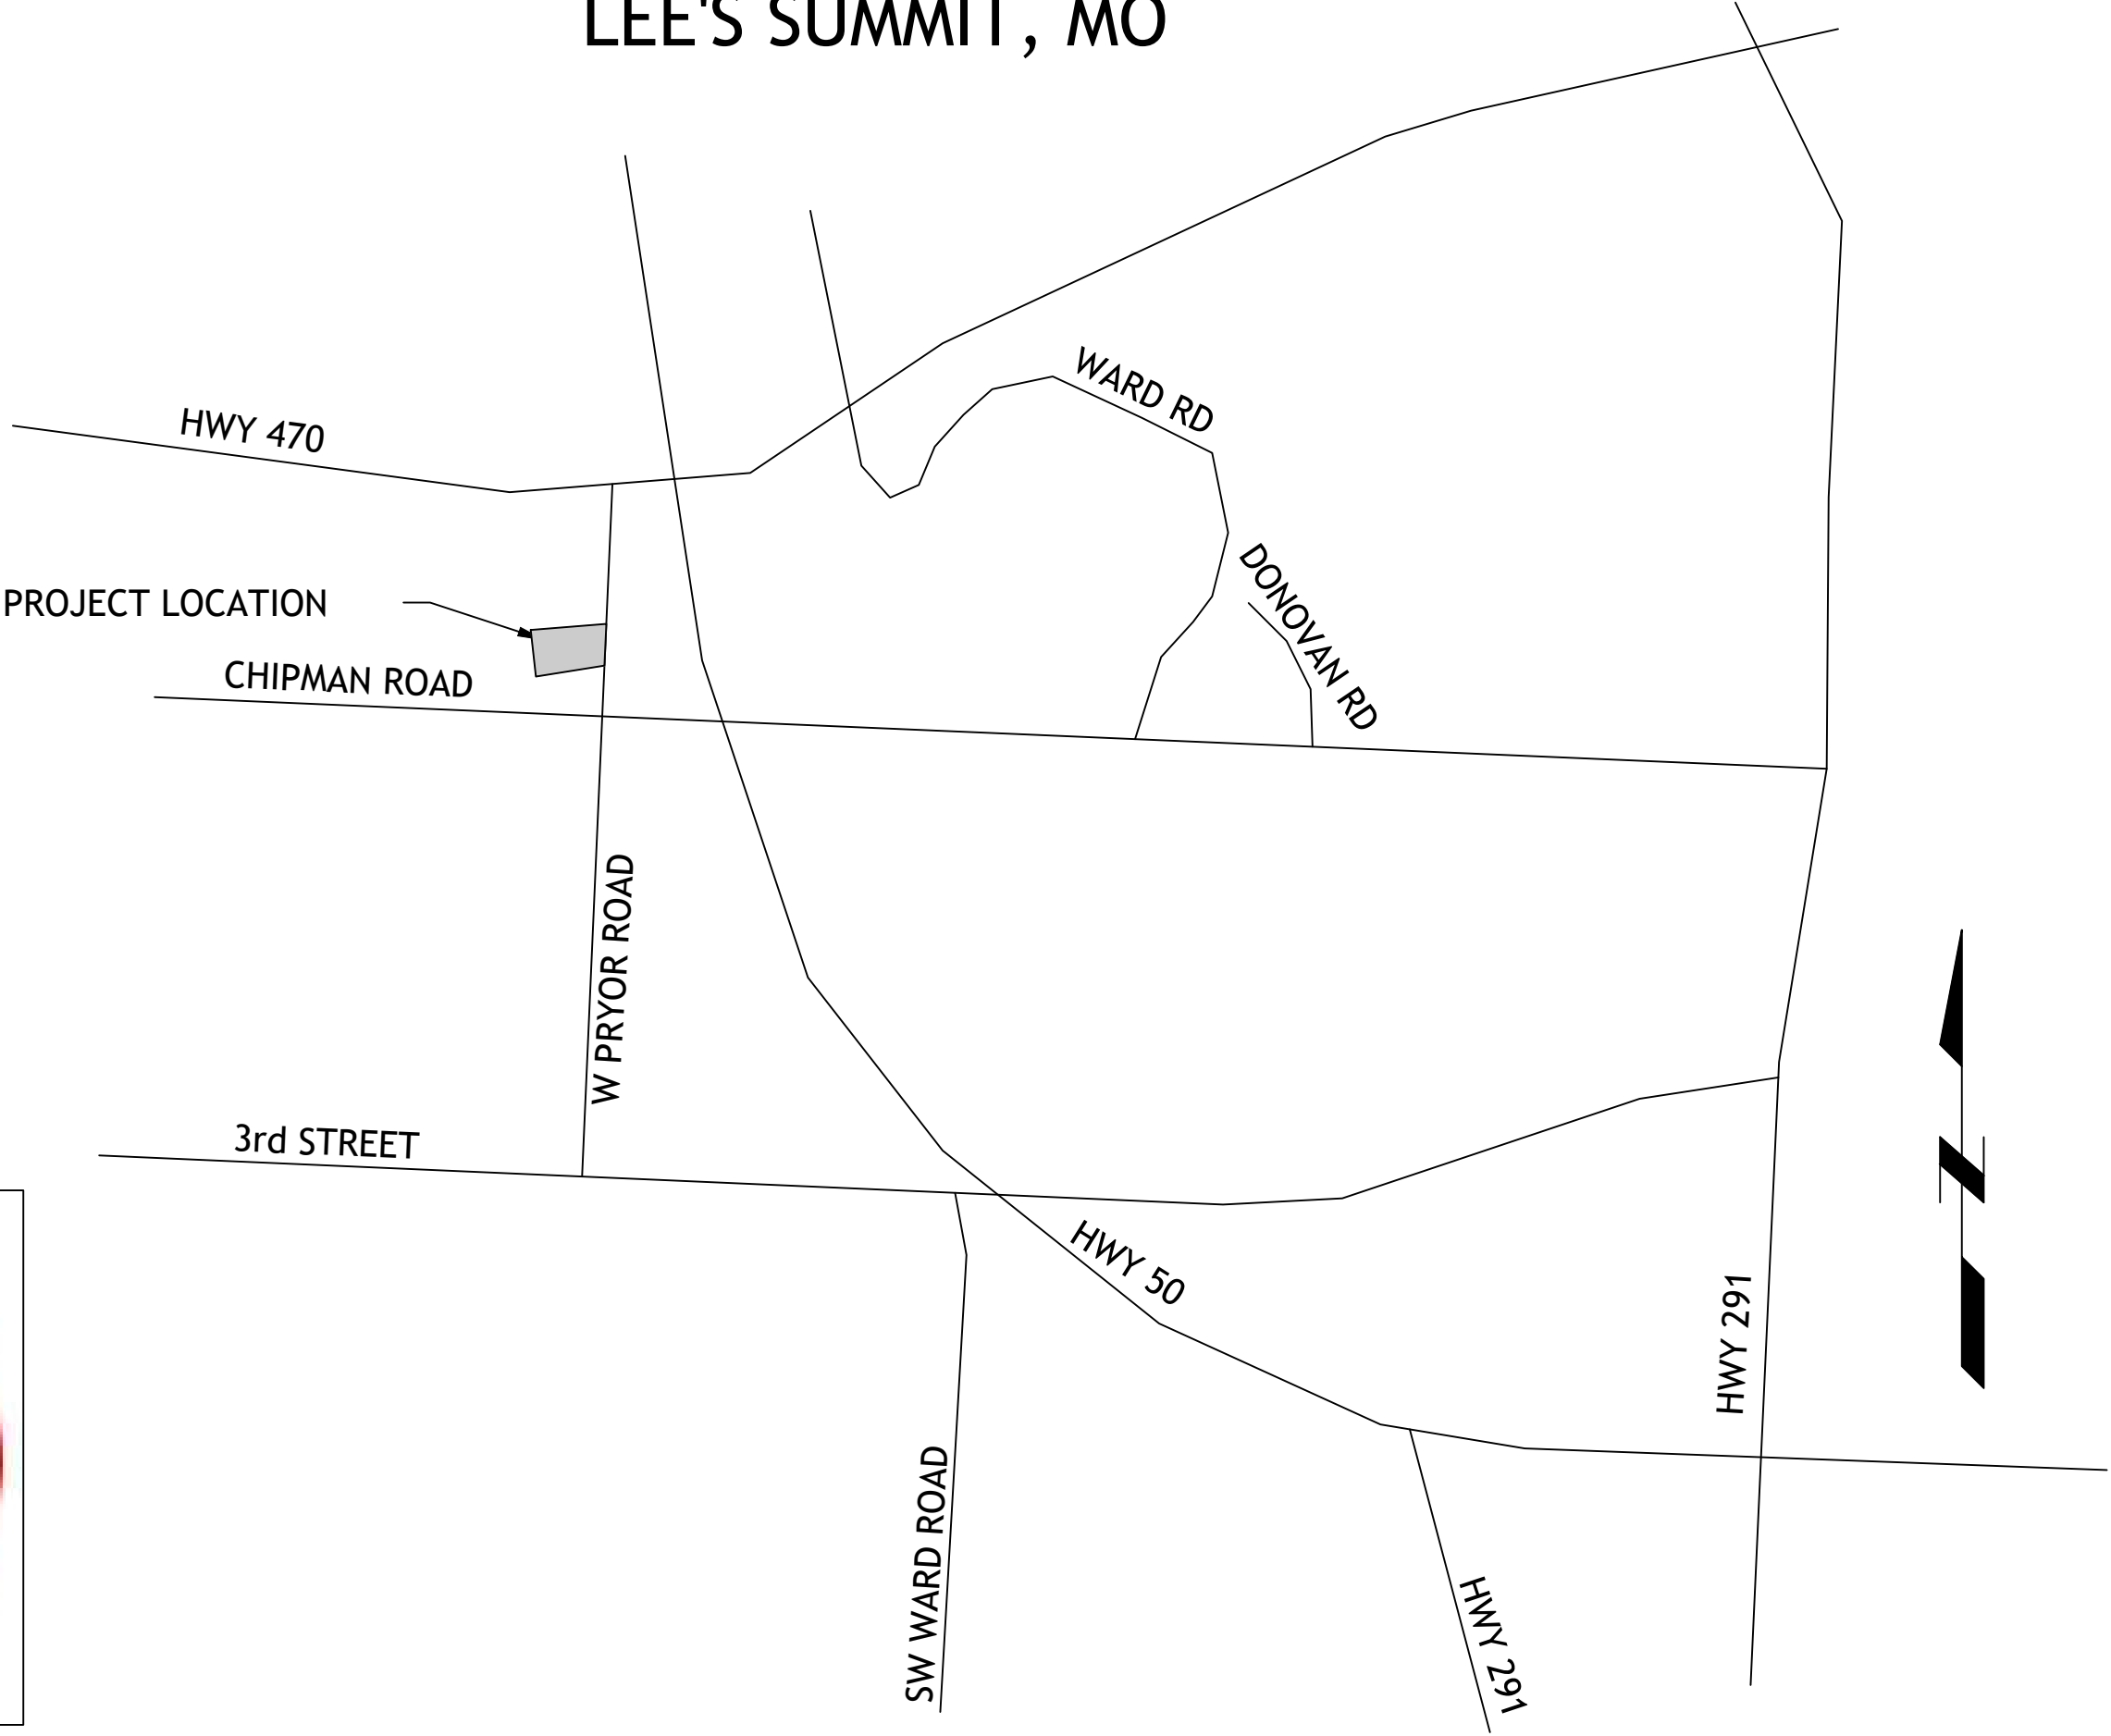 LEE'S SUMMIT, MO
WARD RD
HWY 470
DONOVAN RD
PROJECT LOCATION
CHIPMAN ROAD
W PRYOR ROAD
3rd STREET
HWY 50
HWY 291
SW WARD ROAD
HWY 291
N